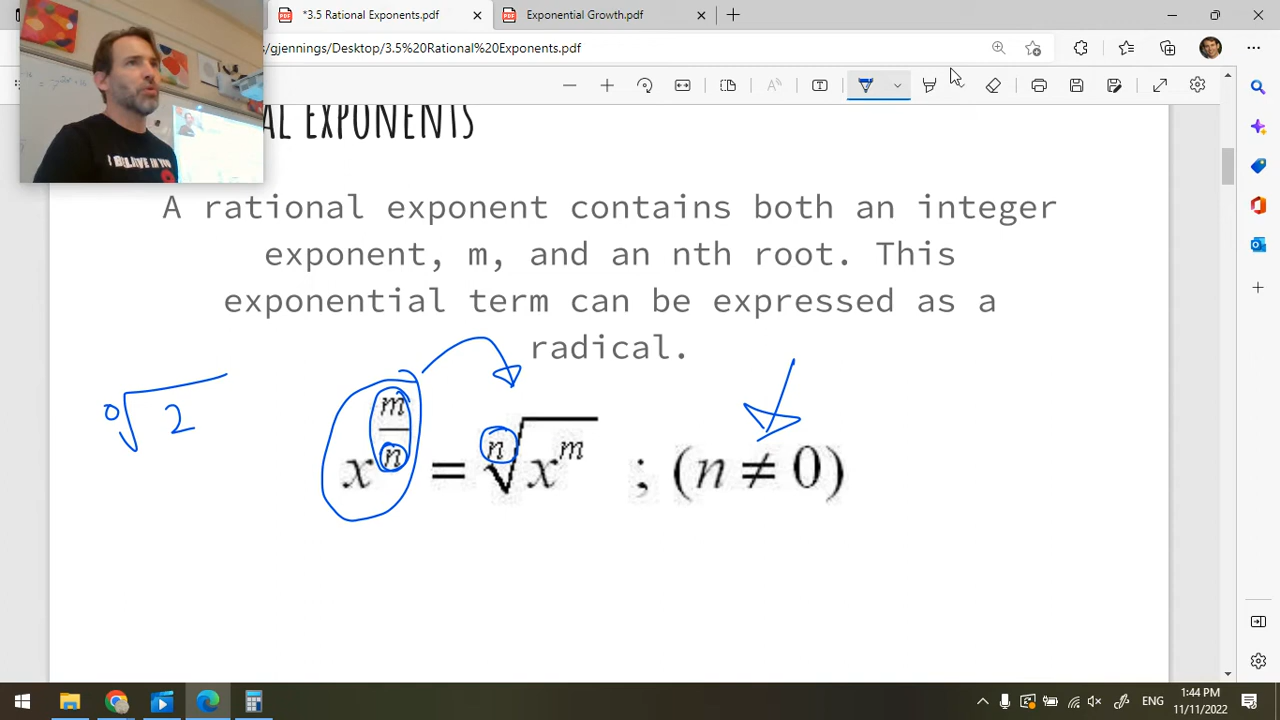 *3.5 Rational Exponents.pdf
Exponential Growth.pdf
s/gjennings/Desktop/3.5%20Rational%20Exponents.pdf
AL EXPONENTS
I BELIEVE IN YOU
A rational exponent contains both an integer
exponent, m, and an nth root. This
exponential term can be expressed as a
radical.
⁰√2
x^(m/n) = ⁿ√(x^m) ; (n ≠ 0)
ENG
1:44 PM
11/11/2022